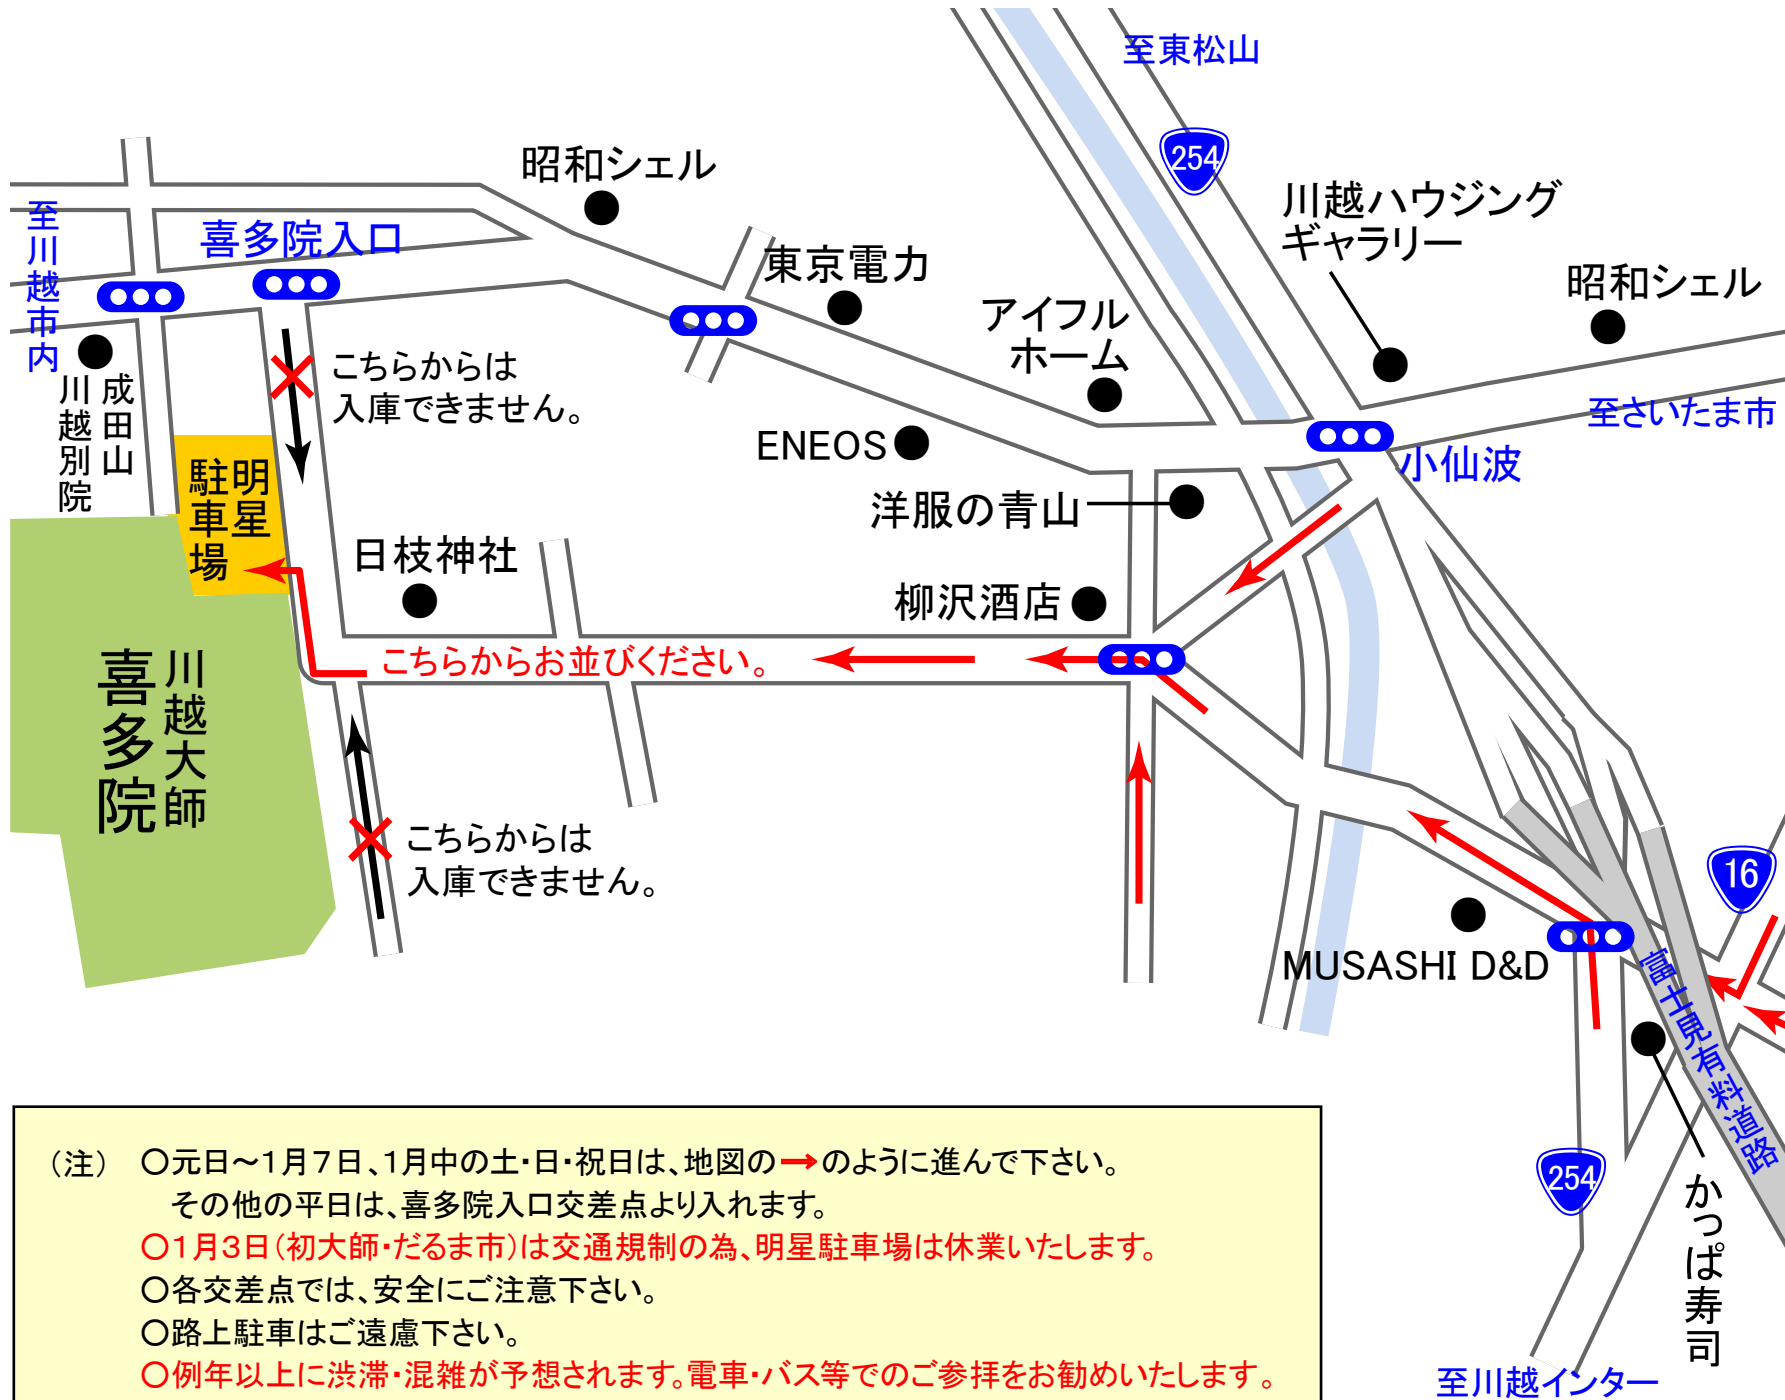 至東松山
254
昭和シェル
川越ハウジング
ギャラリー
至川越市内
喜多院入口
東京電力
昭和シェル
アイフル
ホーム
こちらからは
入庫できません。
成田山
川越別院
至さいたま市
ENEOS
小仙波
明星
駐車場
洋服の青山
日枝神社
柳沢酒店
こちらからお並びください。
川越大師
喜多院
こちらからは
入庫できません。
16
MUSASHI D&D
富士見有料道路
254
かっぱ寿司
至川越インター
（注）　〇元日～1月7日、1月中の土・日・祝日は、地図の→のように進んで下さい。
その他の平日は、喜多院入口交差点より入れます。
〇1月3日(初大師・だるま市)は交通規制の為、明星駐車場は休業いたします。
〇各交差点では、安全にご注意下さい。
〇路上駐車はご遠慮下さい。
〇例年以上に渋滞・混雑が予想されます。電車・バス等でのご参拝をお勧めいたします。